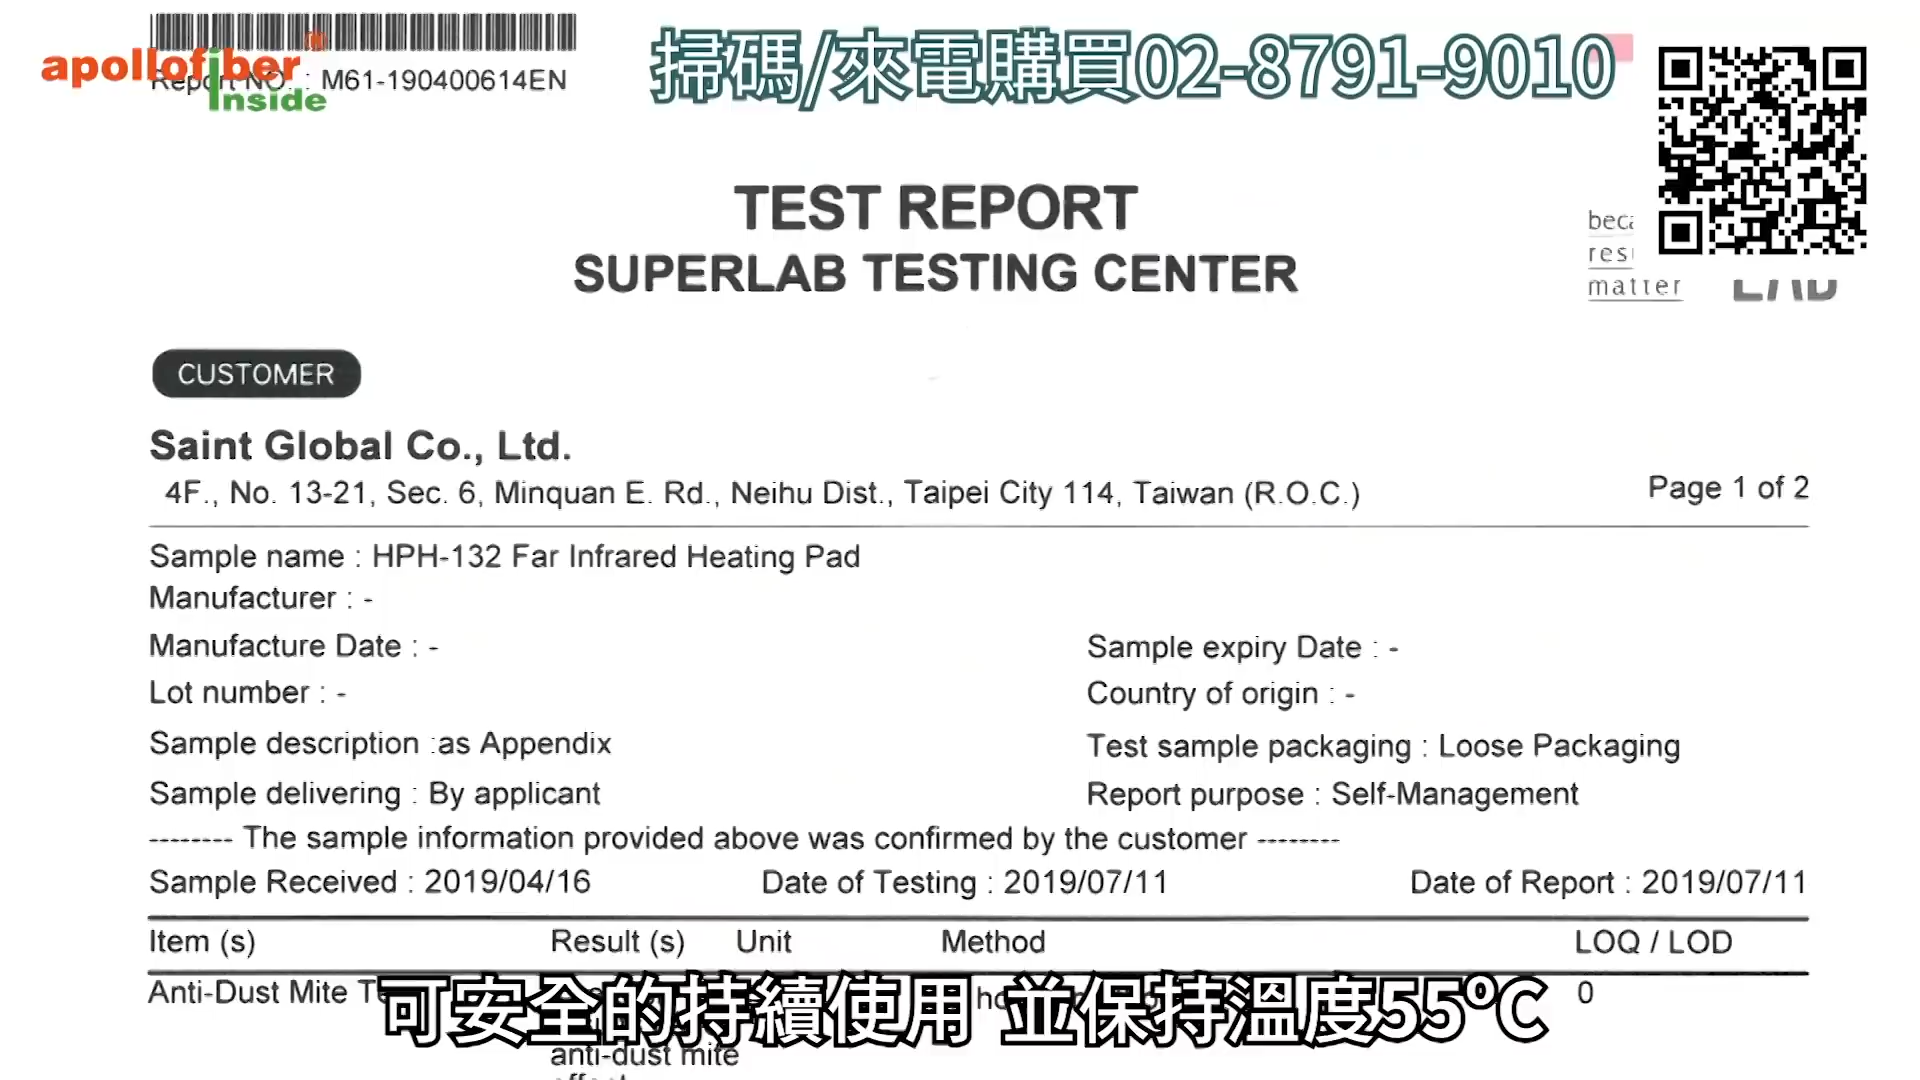 apollofiber
TM
Inside
Report NO. : M61-190400614EN
掃碼/來電購買02-8791-9010
TEST REPORT
SUPERLAB TESTING CENTER
matter
CUSTOMER
Saint Global Co., Ltd.
4F., No. 13-21, Sec. 6, Minquan E. Rd., Neihu Dist., Taipei City 114, Taiwan (R.O.C.)
Page 1 of 2
Sample name : HPH-132 Far Infrared Heating Pad
Manufacturer : -
Manufacture Date : -
Sample expiry Date : -
Lot number : -
Country of origin : -
Sample description :as Appendix
Test sample packaging : Loose Packaging
Sample delivering : By applicant
Report purpose : Self-Management
-------- The sample information provided above was confirmed by the customer --------
Sample Received : 2019/04/16 Date of Testing : 2019/07/11 Date of Report : 2019/07/11
Item (s) Result (s) Unit Method LOQ / LOD
Anti-Dust Mite
0
可安全的持續使用 並保持溫度55°C
anti-dust mite